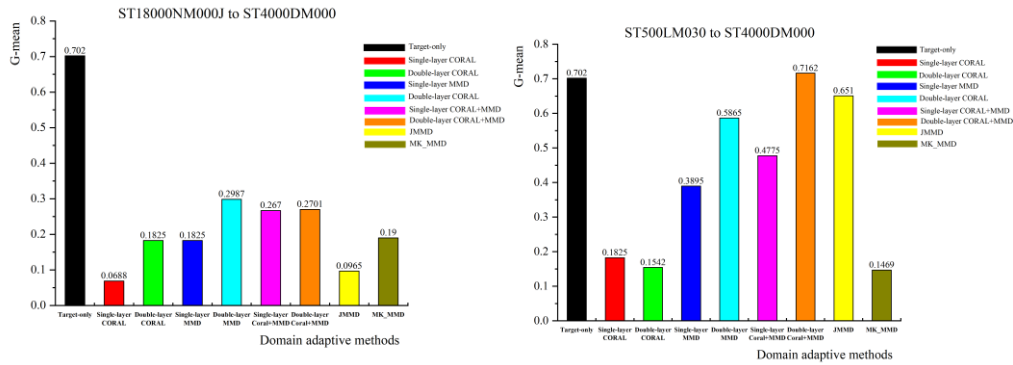 ST18000NM000J to ST4000DM000
G-mean
0.8
0.7
0.6
0.5
0.4
0.3
0.2
0.1
0.0
0.702
0.0688
0.1825
0.1825
0.2987
0.267
0.2701
0.0965
0.19
Target-only
Single-layer CORAL
Double-layer CORAL
Single-layer MMD
Double-layer CORAL
Single-layer CORAL+MMD
Double-layer CORAL+MMD
JMMD
MK_MMD
Target-only
Single-layer
CORAL
Double-layer
CORAL
Single-layer
MMD
Double-layer
MMD
Single-layer
Coral+MMD
Double-layer
Coral+MMD
JMMD
MK_MMD
Domain adaptive methods
ST500LM030 to ST4000DM000
G-mean
0.8
0.7
0.6
0.5
0.4
0.3
0.2
0.1
0.0
0.702
0.1825
0.1542
0.3895
0.5865
0.4775
0.7162
0.651
0.1469
Target-only
Single-layer CORAL
Double-layer CORAL
Single-layer MMD
Double-layer CORAL
Single-layer CORAL+MMD
Double-layer CORAL+MMD
JMMD
MK_MMD
Target-only
Single-layer
CORAL
Double-layer
CORAL
Single-layer
MMD
Double-layer
MMD
Single-layer
Coral+MMD
Double-layer
Coral+MMD
JMMD
MK_MMD
Domain adaptive methods